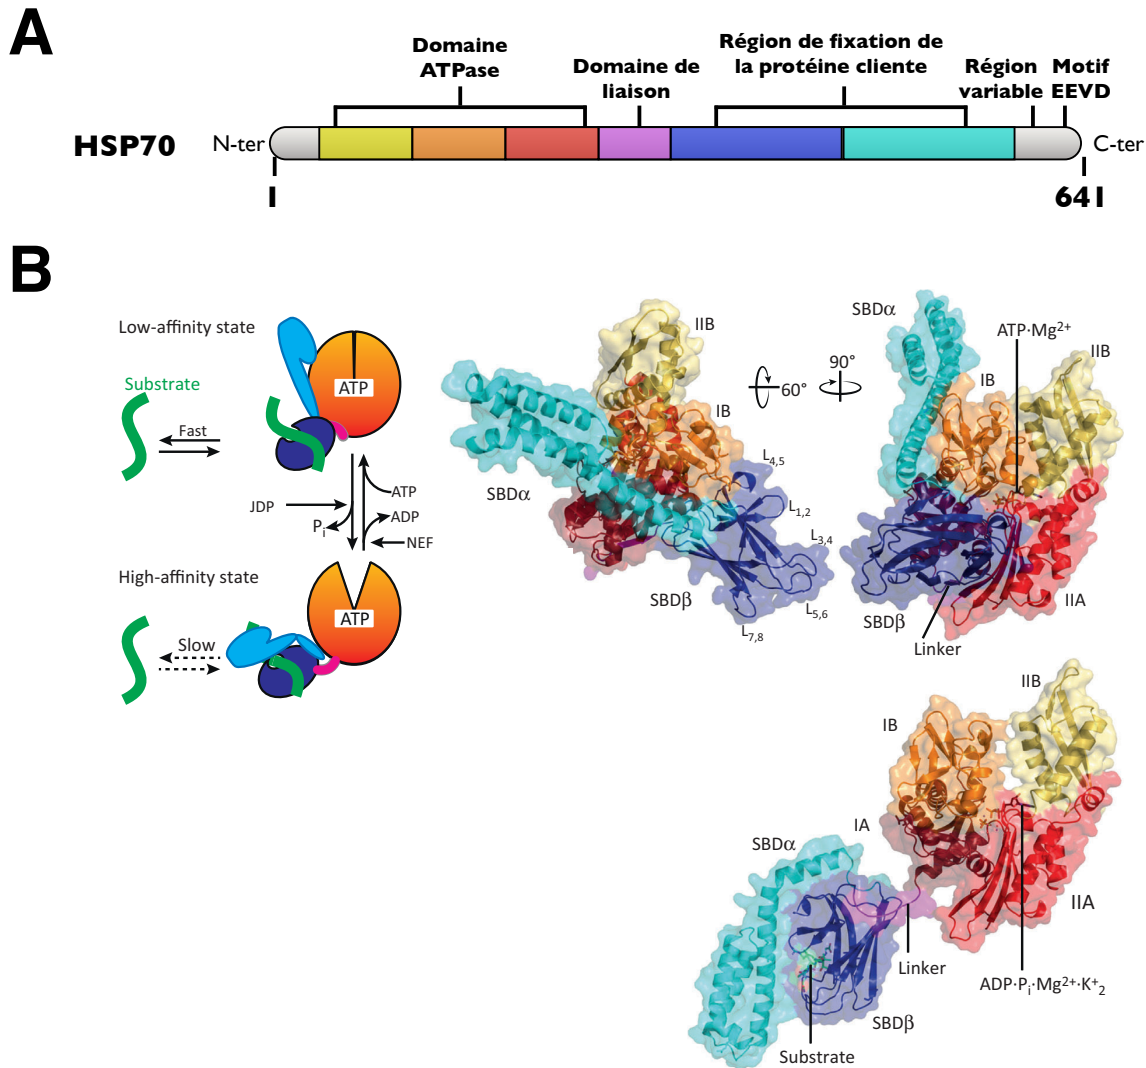 A
Domaine
ATPase
Domaine de
liaison
Région de fixation de
la protéine cliente
Région
variable
Motif
EEVD
HSP70
N-ter
C-ter
1
641
B
Low-affinity state
Substrate
Fast
ATP
JDP
ATP
Pi
ADP
NEF
High-affinity state
ATP
Slow
IIB
IB
SBDα
L4,5
L1,2
L3,4
L5,6
L7,8
SBDβ
60°
90°
SBDα
ATP·Mg²⁺
IIB
IB
IIA
SBDβ
Linker
IIB
IB
IA
SBDα
IIA
Linker
ADP·Pi·Mg²⁺·K⁺₂
SBDβ
Substrate